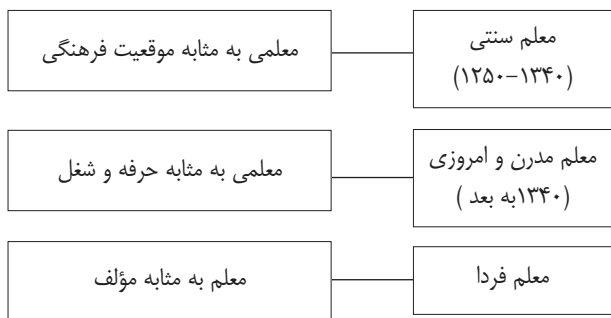 معلم سنتی
(۱۲۵۰–۱۳۴۰)
معلمی به مثابه موقعیت فرهنگی
معلم مدرن و امروزی
(۱۳۴۰به بعد )
معلمی به مثابه حرفه و شغل
معلم فردا
معلم به مثابه مؤلف